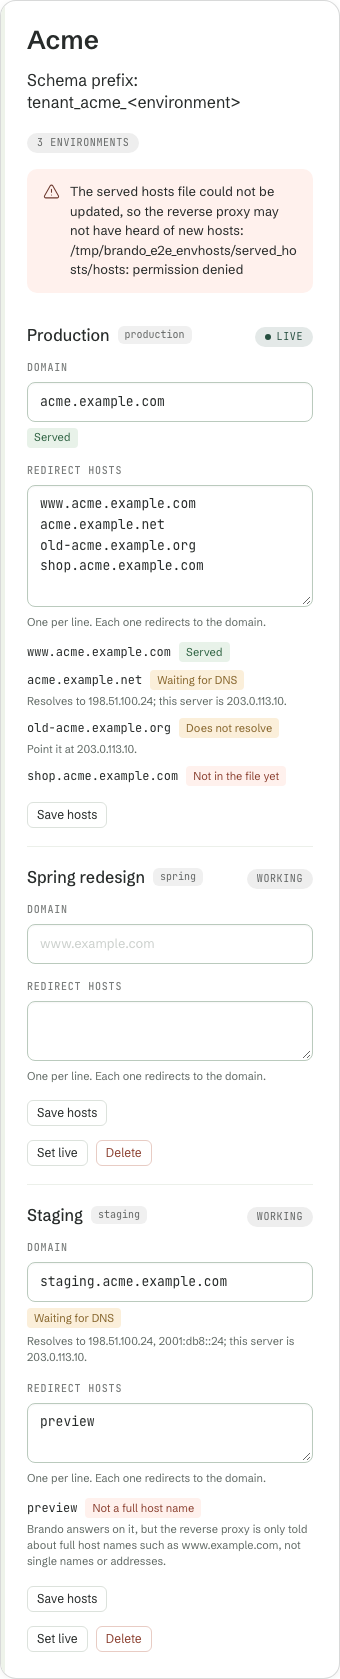 Acme
Schema prefix:
tenant_acme_<environment>
3 ENVIRONMENTS
The served hosts file could not be
updated, so the reverse proxy may
not have heard of new hosts:
/tmp/brando_e2e_envhosts/served_ho
sts/hosts: permission denied
Production production LIVE
DOMAIN
acme.example.com
Served
REDIRECT HOSTS
www.acme.example.com
acme.example.net
old-acme.example.org
shop.acme.example.com
One per line. Each one redirects to the domain.
www.acme.example.com Served
acme.example.net Waiting for DNS
Resolves to 198.51.100.24; this server is 203.0.113.10.
old-acme.example.org Does not resolve
Point it at 203.0.113.10.
shop.acme.example.com Not in the file yet
Save hosts
Spring redesign spring WORKING
DOMAIN
www.example.com
REDIRECT HOSTS
One per line. Each one redirects to the domain.
Save hosts
Set live Delete
Staging staging WORKING
DOMAIN
staging.acme.example.com
Waiting for DNS
Resolves to 198.51.100.24, 2001:db8::24; this server is
203.0.113.10.
REDIRECT HOSTS
preview
One per line. Each one redirects to the domain.
preview Not a full host name
Brando answers on it, but the reverse proxy is only told
about full host names such as www.example.com, not
single names or addresses.
Save hosts
Set live Delete